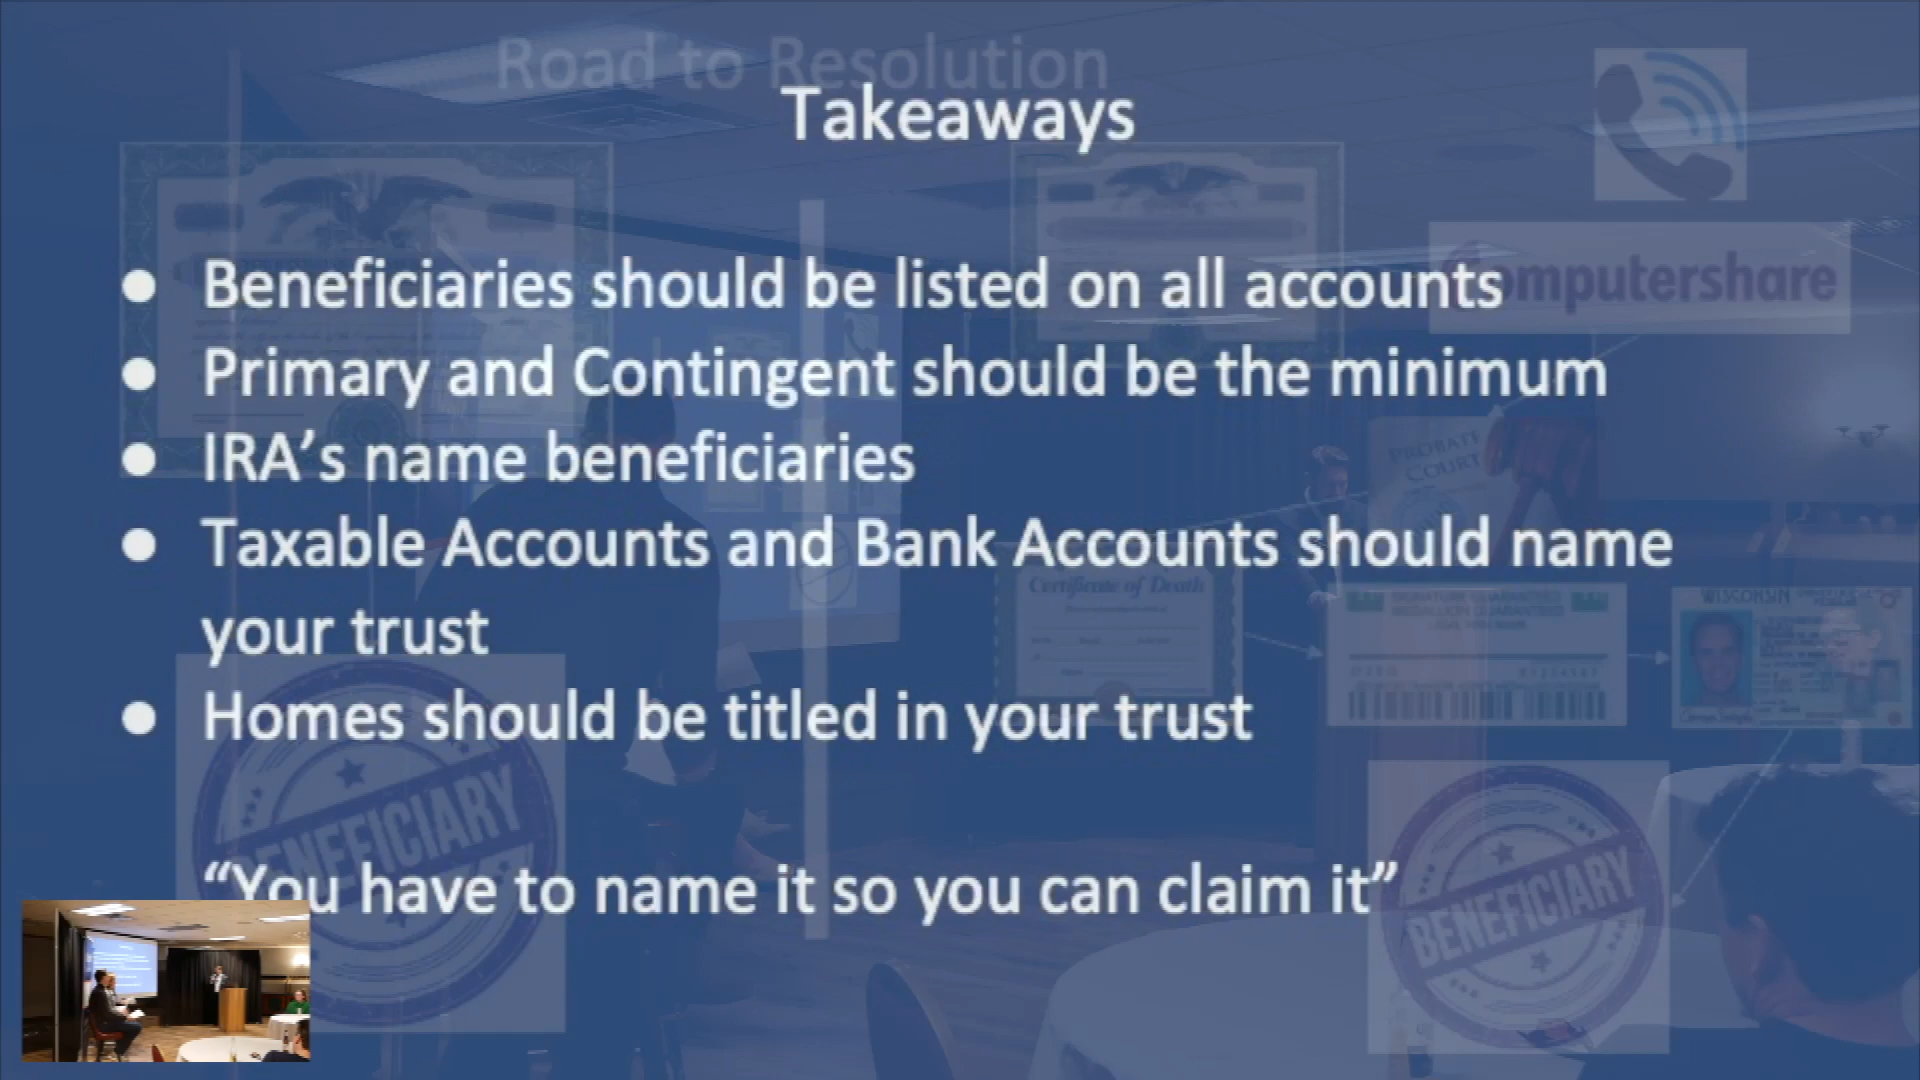 Road to Resolution
Takeaways
Beneficiaries should be listed on all accounts
Computershare
Primary and Contingent should be the minimum
PROBATE
COURT
IRA's name beneficiaries
Taxable Accounts and Bank Accounts should name
your trust
Certificate of Death
WISCONSIN
Homes should be titled in your trust
BENEFICIARY
“You have to name it so you can claim it”
BENEFICIARY